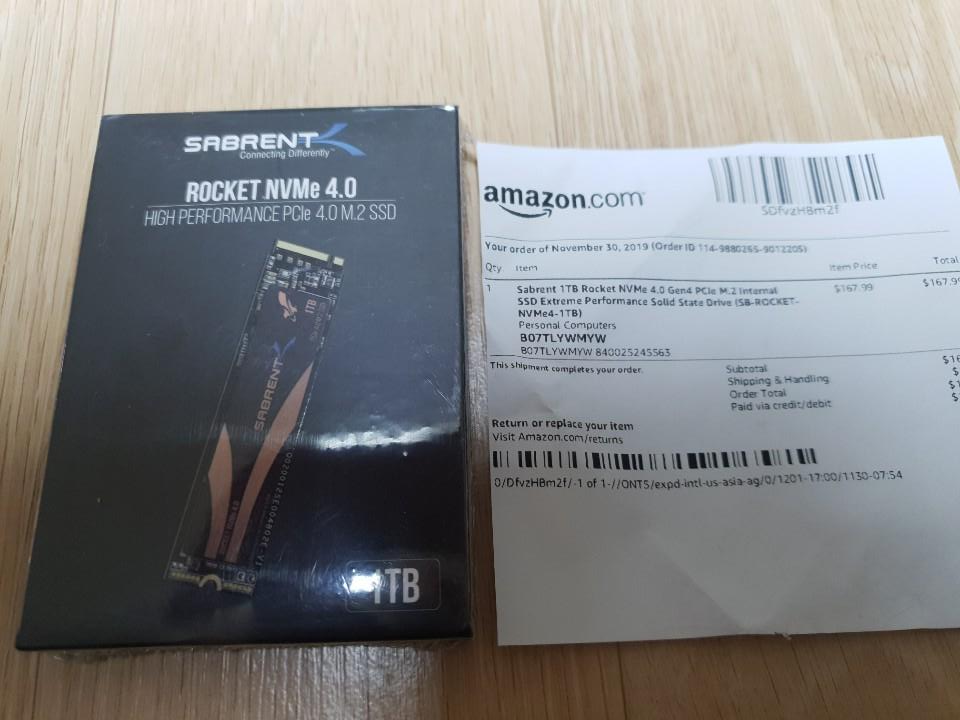 SABRENT
Connecting Differently
ROCKET NVMe 4.0
HIGH PERFORMANCE PCIe 4.0 M.2 SSD
1TB
SABRENT
1TB
amazon.com
SDfvzHBm2f
Your order of November 30, 2019 (Order ID 114-9880265-9012205)
Qty Item Item Price Total
1 Sabrent 1TB Rocket NVMe 4.0 Gen4 PCIe M.2 Internal $167.99 $167.99
SSD Extreme Performance Solid State Drive (SB-ROCKET-
NVMe4-1TB)
Personal Computers
B07TLYWMYW
B07TLYWMYW 840025245563
This shipment completes your order.
Subtotal $16
Shipping & Handling $
Order Total $1
Paid via credit/debit $
Return or replace your item
Visit Amazon.com/returns
0/DfvzHBm2f/-1 of 1-//ONT5/expd-intl-us-asia-ag/0/1201-17:00/1130-07:54